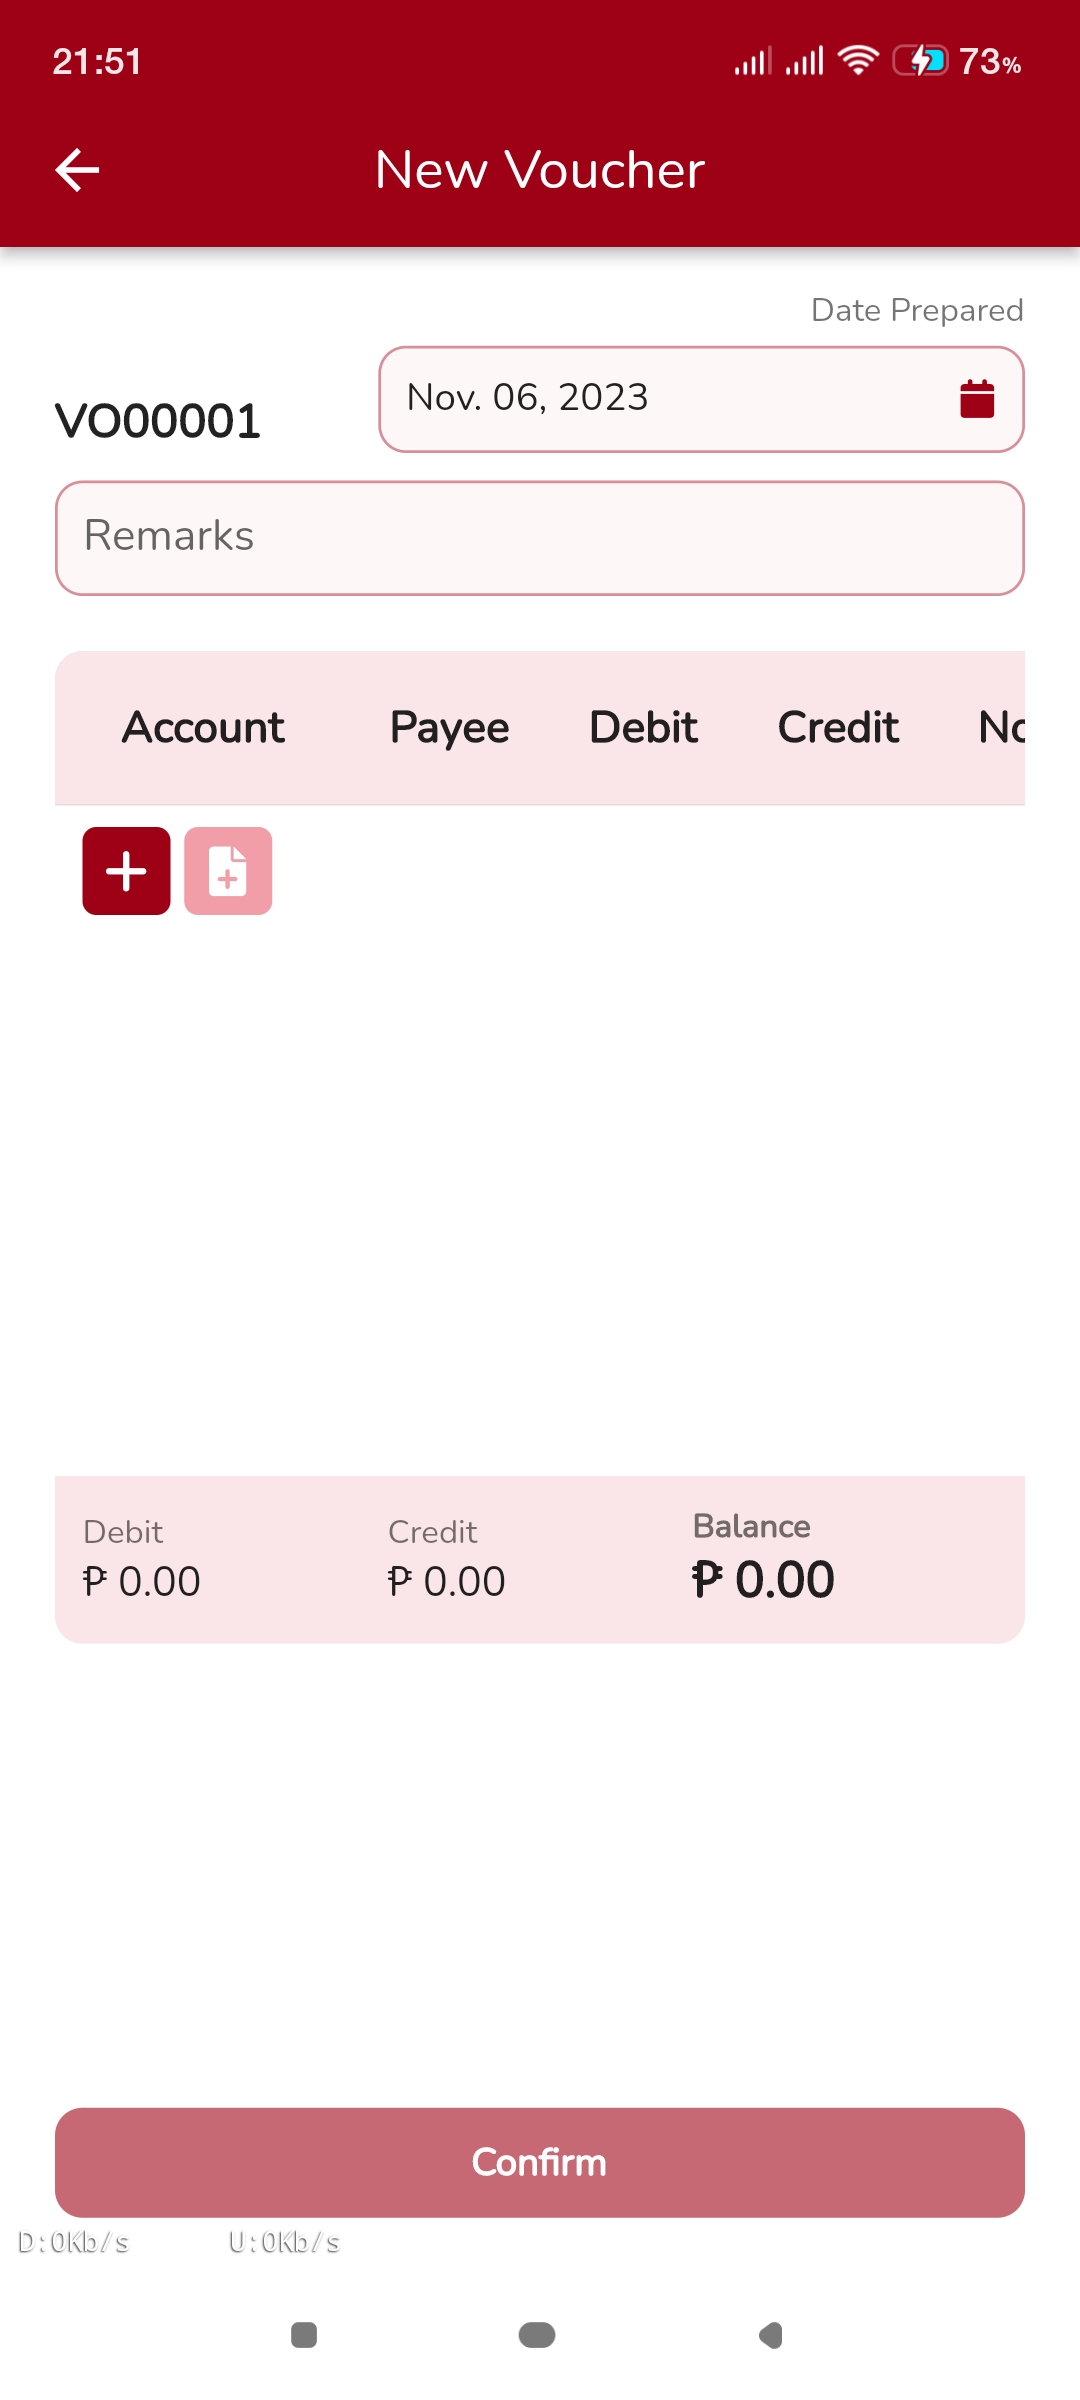 21:51 73%
New Voucher
Date Prepared
Nov. 06, 2023
VO00001
Remarks
Account Payee Debit Credit
Debit Credit Balance
₱ 0.00 ₱ 0.00 ₱ 0.00
Confirm
D:0Kb/s U:0Kb/s